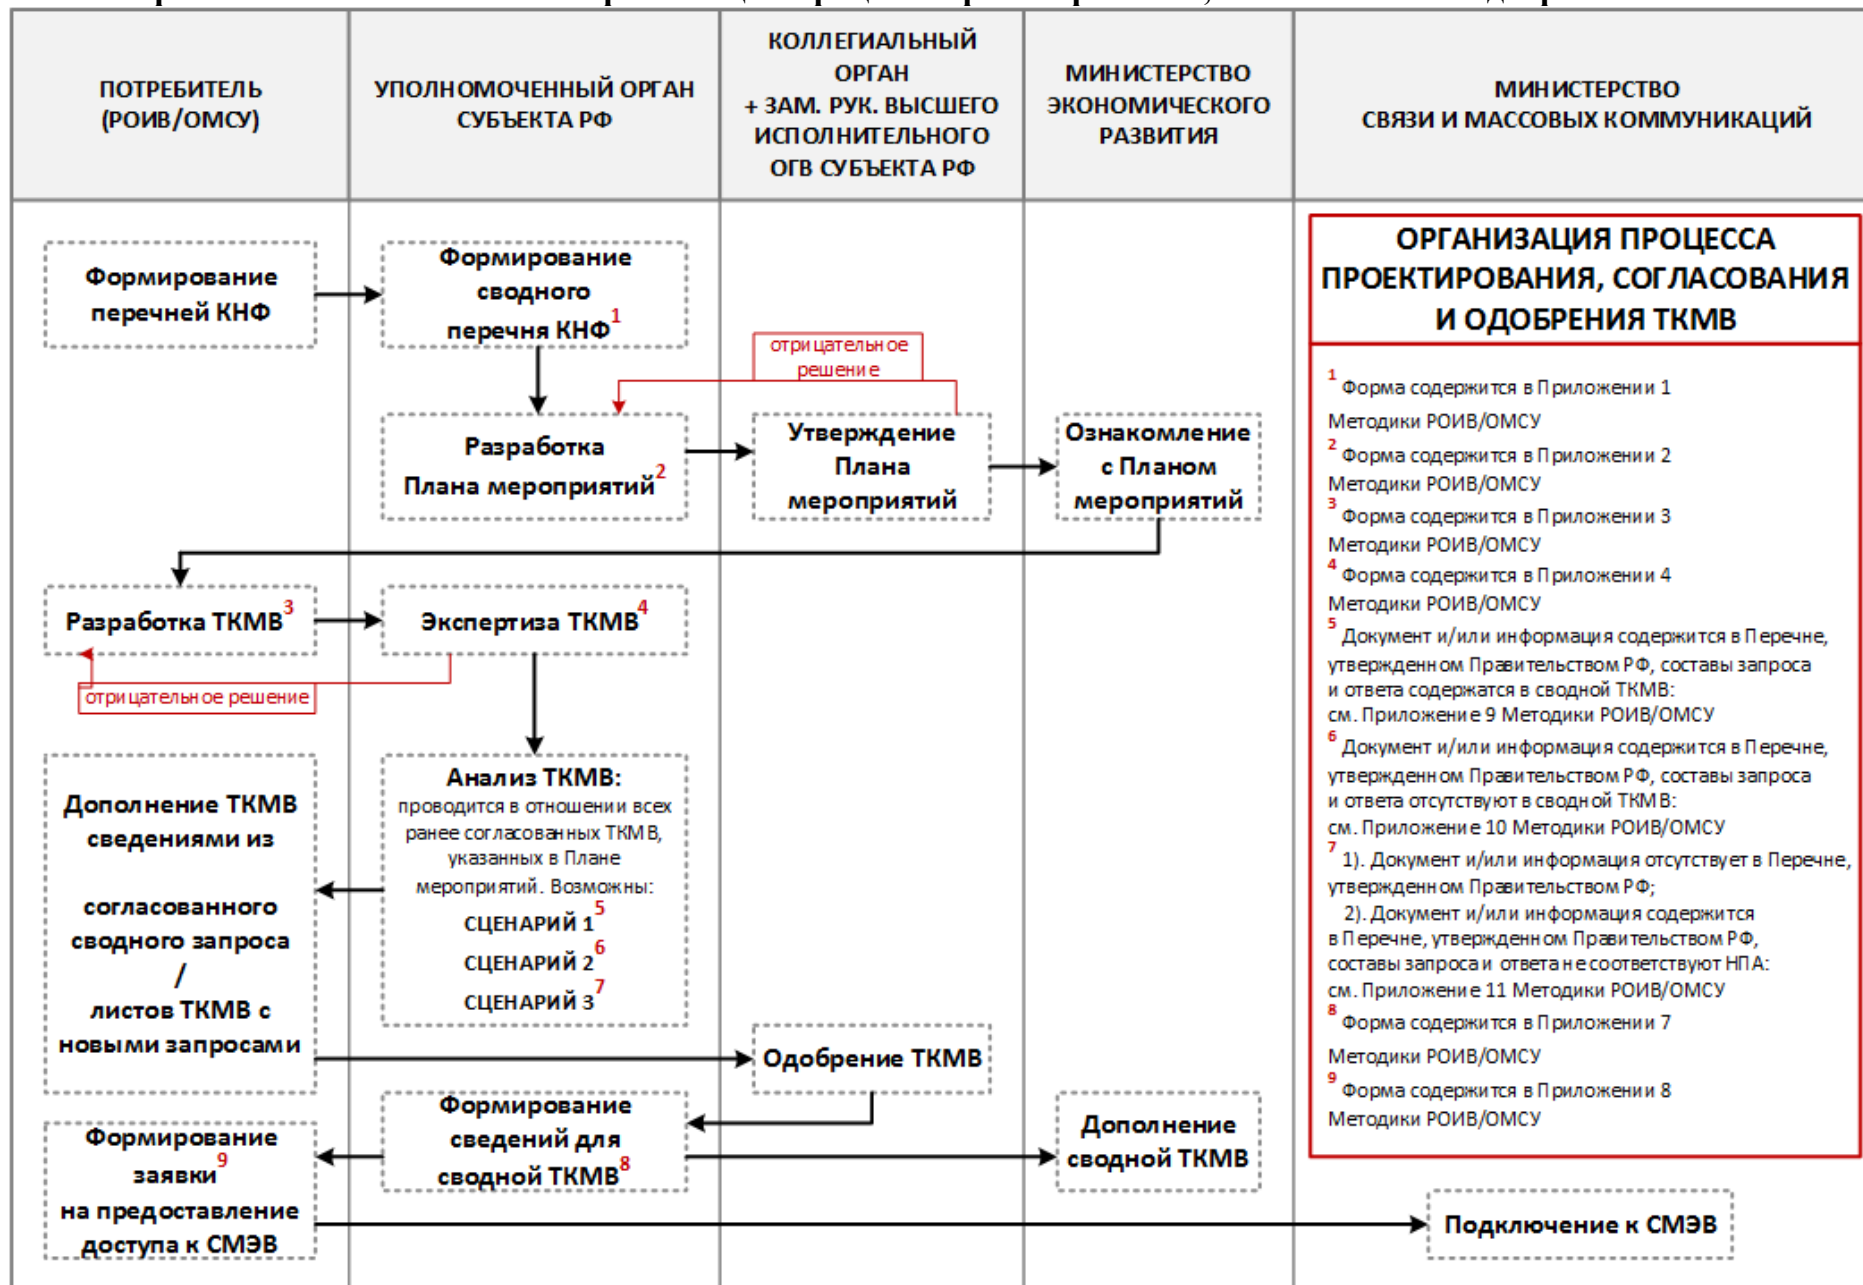 ПОТРЕБИТЕЛЬ
(РОИВ/ОМСУ)
УПОЛНОМОЧЕННЫЙ ОРГАН
СУБЪЕКТА РФ
КОЛЛЕГИАЛЬНЫЙ
ОРГАН
+ ЗАМ. РУК. ВЫСШЕГО
ИСПОЛНИТЕЛЬНОГО
ОГВ СУБЪЕКТА РФ
МИНИСТЕРСТВО
ЭКОНОМИЧЕСКОГО
РАЗВИТИЯ
МИНИСТЕРСТВО
СВЯЗИ И МАССОВЫХ КОММУНИКАЦИЙ
Формирование
перечней КНФ
Формирование
сводного
перечня КНФ1
отрицательное
решение
Разработка
Плана мероприятий2
Утверждение
Плана
мероприятий
Ознакомление
с Планом
мероприятий
Разработка ТКМВ3
Экспертиза ТКМВ4
отрицательное решение
Дополнение ТКМВ
сведениями из
согласованного
сводного запроса
/
листов ТКМВ с
новыми запросами
Анализ ТКМВ:
проводится в отношении всех
ранее согласованных ТКМВ,
указанных в Плане
мероприятий. Возможны:
СЦЕНАРИЙ 15
СЦЕНАРИЙ 26
СЦЕНАРИЙ 37
Одобрение ТКМВ
Формирование
сведений для
сводной ТКМВ8
Дополнение
сводной ТКМВ
Формирование
заявки9
на предоставление
доступа к СМЭВ
Подключение к СМЭВ
ОРГАНИЗАЦИЯ ПРОЦЕССА
ПРОЕКТИРОВАНИЯ, СОГЛАСОВАНИЯ
И ОДОБРЕНИЯ ТКМВ
1 Форма содержится в Приложении 1
Методики РОИВ/ОМСУ
2 Форма содержится в Приложении 2
Методики РОИВ/ОМСУ
3 Форма содержится в Приложении 3
Методики РОИВ/ОМСУ
4 Форма содержится в Приложении 4
Методики РОИВ/ОМСУ
5 Документ и/или информация содержится в Перечне,
утвержденном Правительством РФ, составы запроса
и ответа содержатся в сводной ТКМВ:
см. Приложение 9 Методики РОИВ/ОМСУ
6 Документ и/или информация содержится в Перечне,
утвержденном Правительством РФ, составы запроса
и ответа отсутствуют в сводной ТКМВ:
см. Приложение 10 Методики РОИВ/ОМСУ
7 1). Документ и/или информация отсутствует в Перечне,
утвержденном Правительством РФ;
2). Документ и/или информация содержится
в Перечне, утвержденном Правительством РФ,
составы запроса и ответа не соответствуют НПА:
см. Приложение 11 Методики РОИВ/ОМСУ
8 Форма содержится в Приложении 7
Методики РОИВ/ОМСУ
9 Форма содержится в Приложении 8
Методики РОИВ/ОМСУ